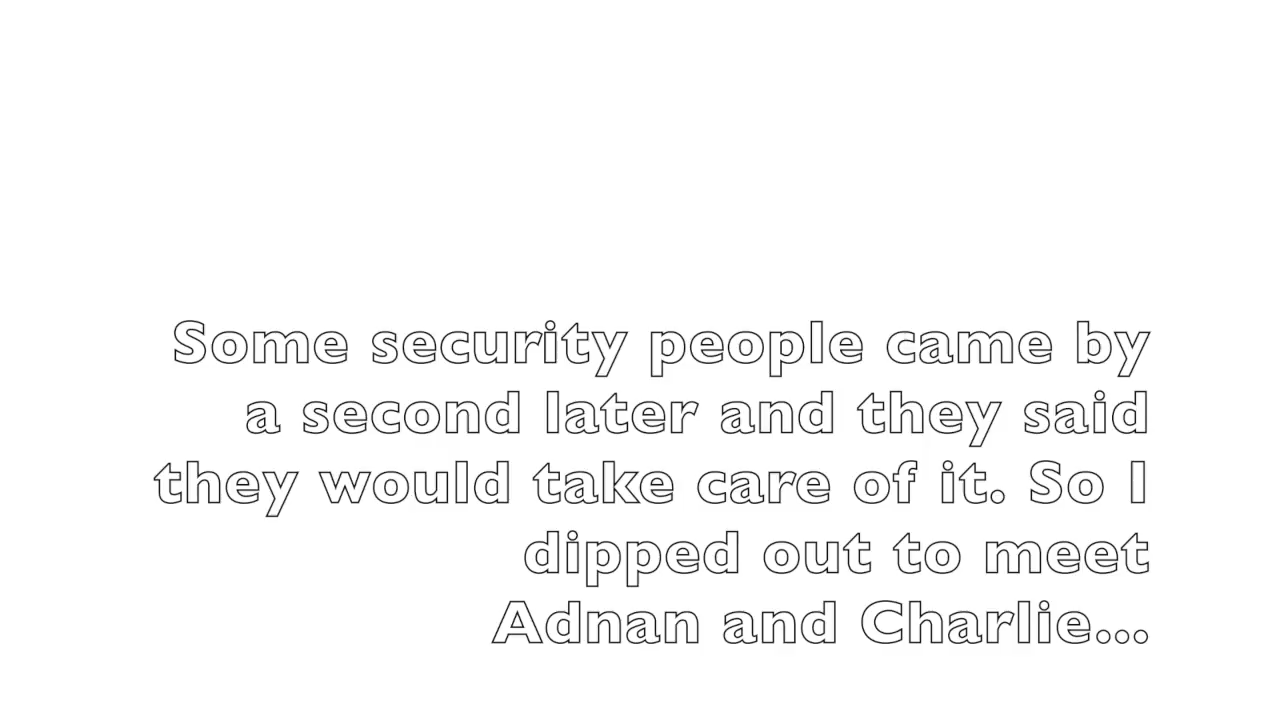 Some security people came by
a second later and they said
they would take care of it. So I
dipped out to meet
Adnan and Charlie...